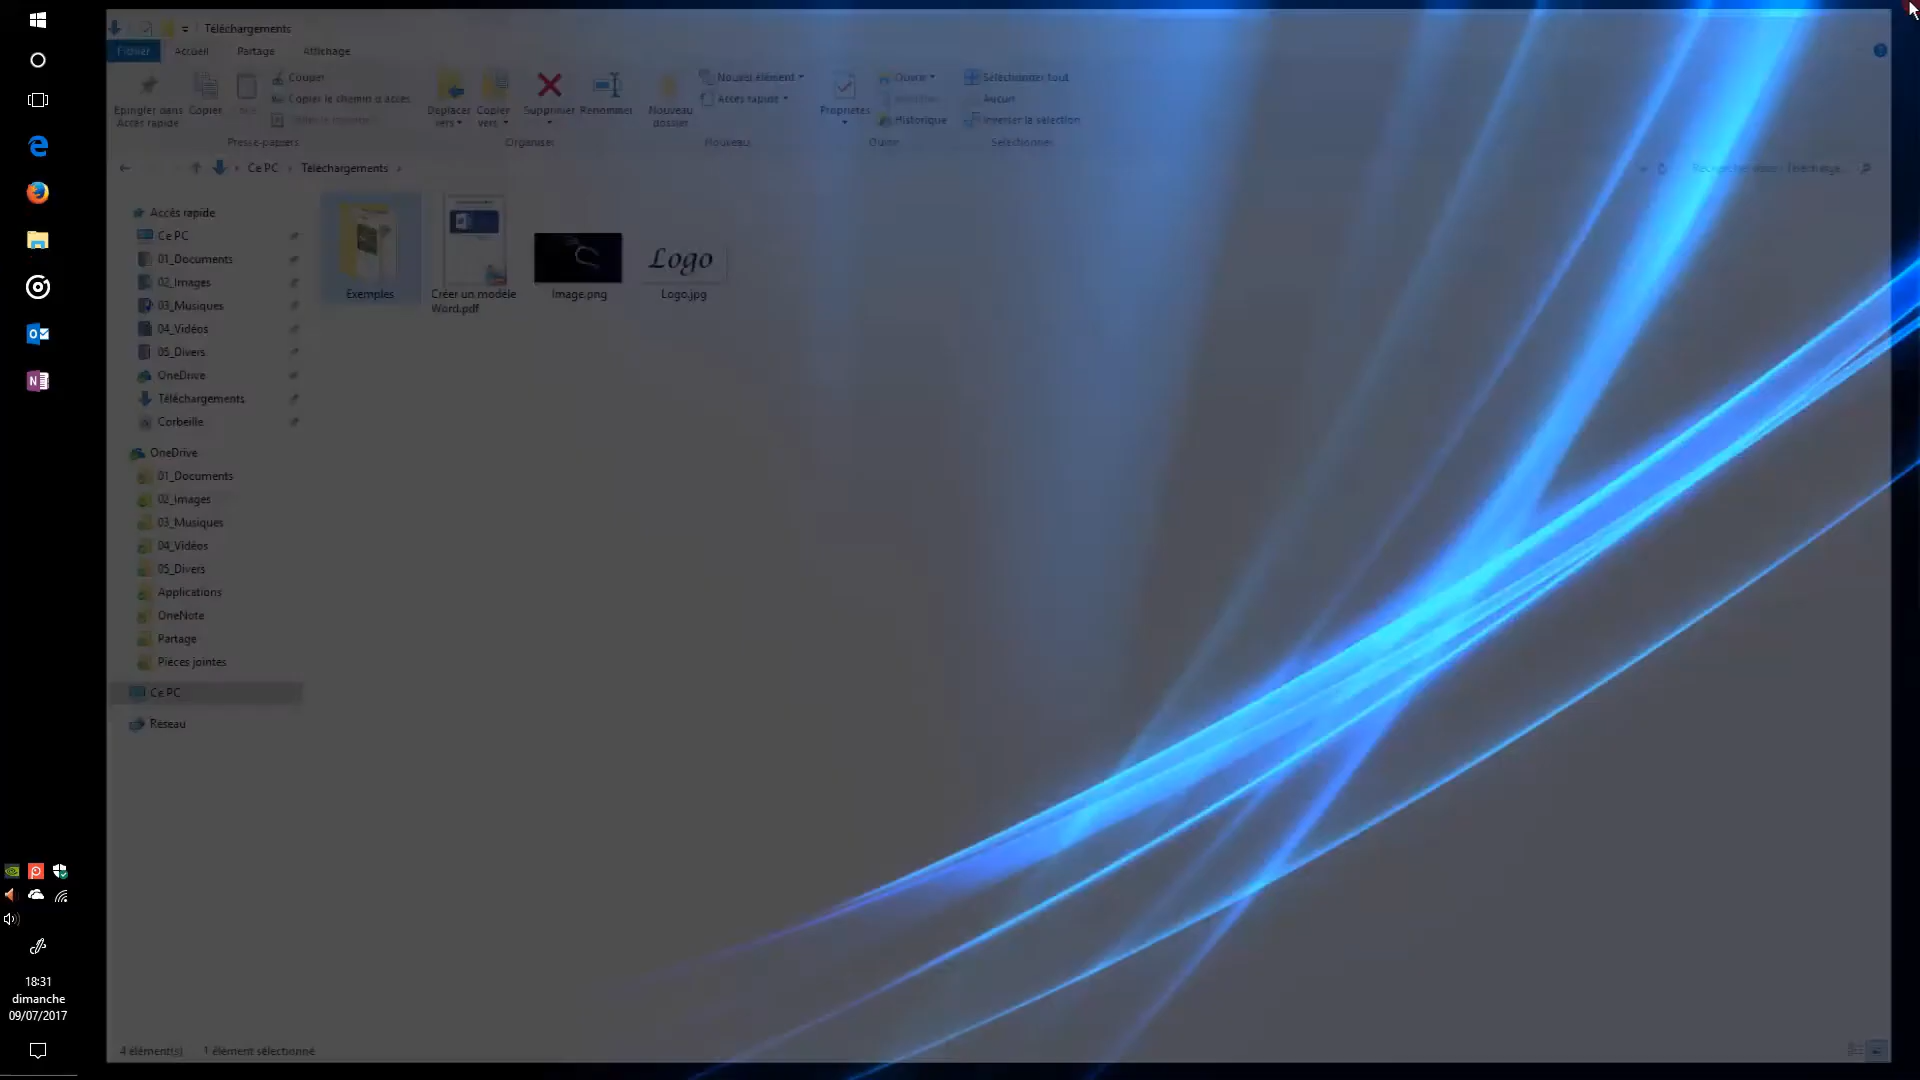 Téléchargements
Fichier Accueil Partage Affichage
Épingler dans
Accès rapide
Copier
Couper
Copier le chemin d'accès
Presse-papiers
Déplacer
vers
Copier
vers
Supprimer
Renommer
Organiser
Nouveau
dossier
Nouvel élément
Accès rapide
Nouveau
Propriétés
Ouvrir
Historique
Ouvrir
Sélectionner tout
Aucun
Inverser la sélection
Sélectionner
Ce PC Téléchargements
Accès rapide
Ce PC
01_Documents
02_Images
03_Musiques
04_Vidéos
05_Divers
OneDrive
Téléchargements
Corbeille
OneDrive
01_Documents
02_Images
03_Musiques
04_Vidéos
05_Divers
Applications
OneNote
Partage
Pièces jointes
Ce PC
Réseau
Exemples
Créer un modèle
Word.pdf
Image.png
Logo
Logo.jpg
18:31
dimanche
09/07/2017
4 élément(s) 1 élément sélectionné